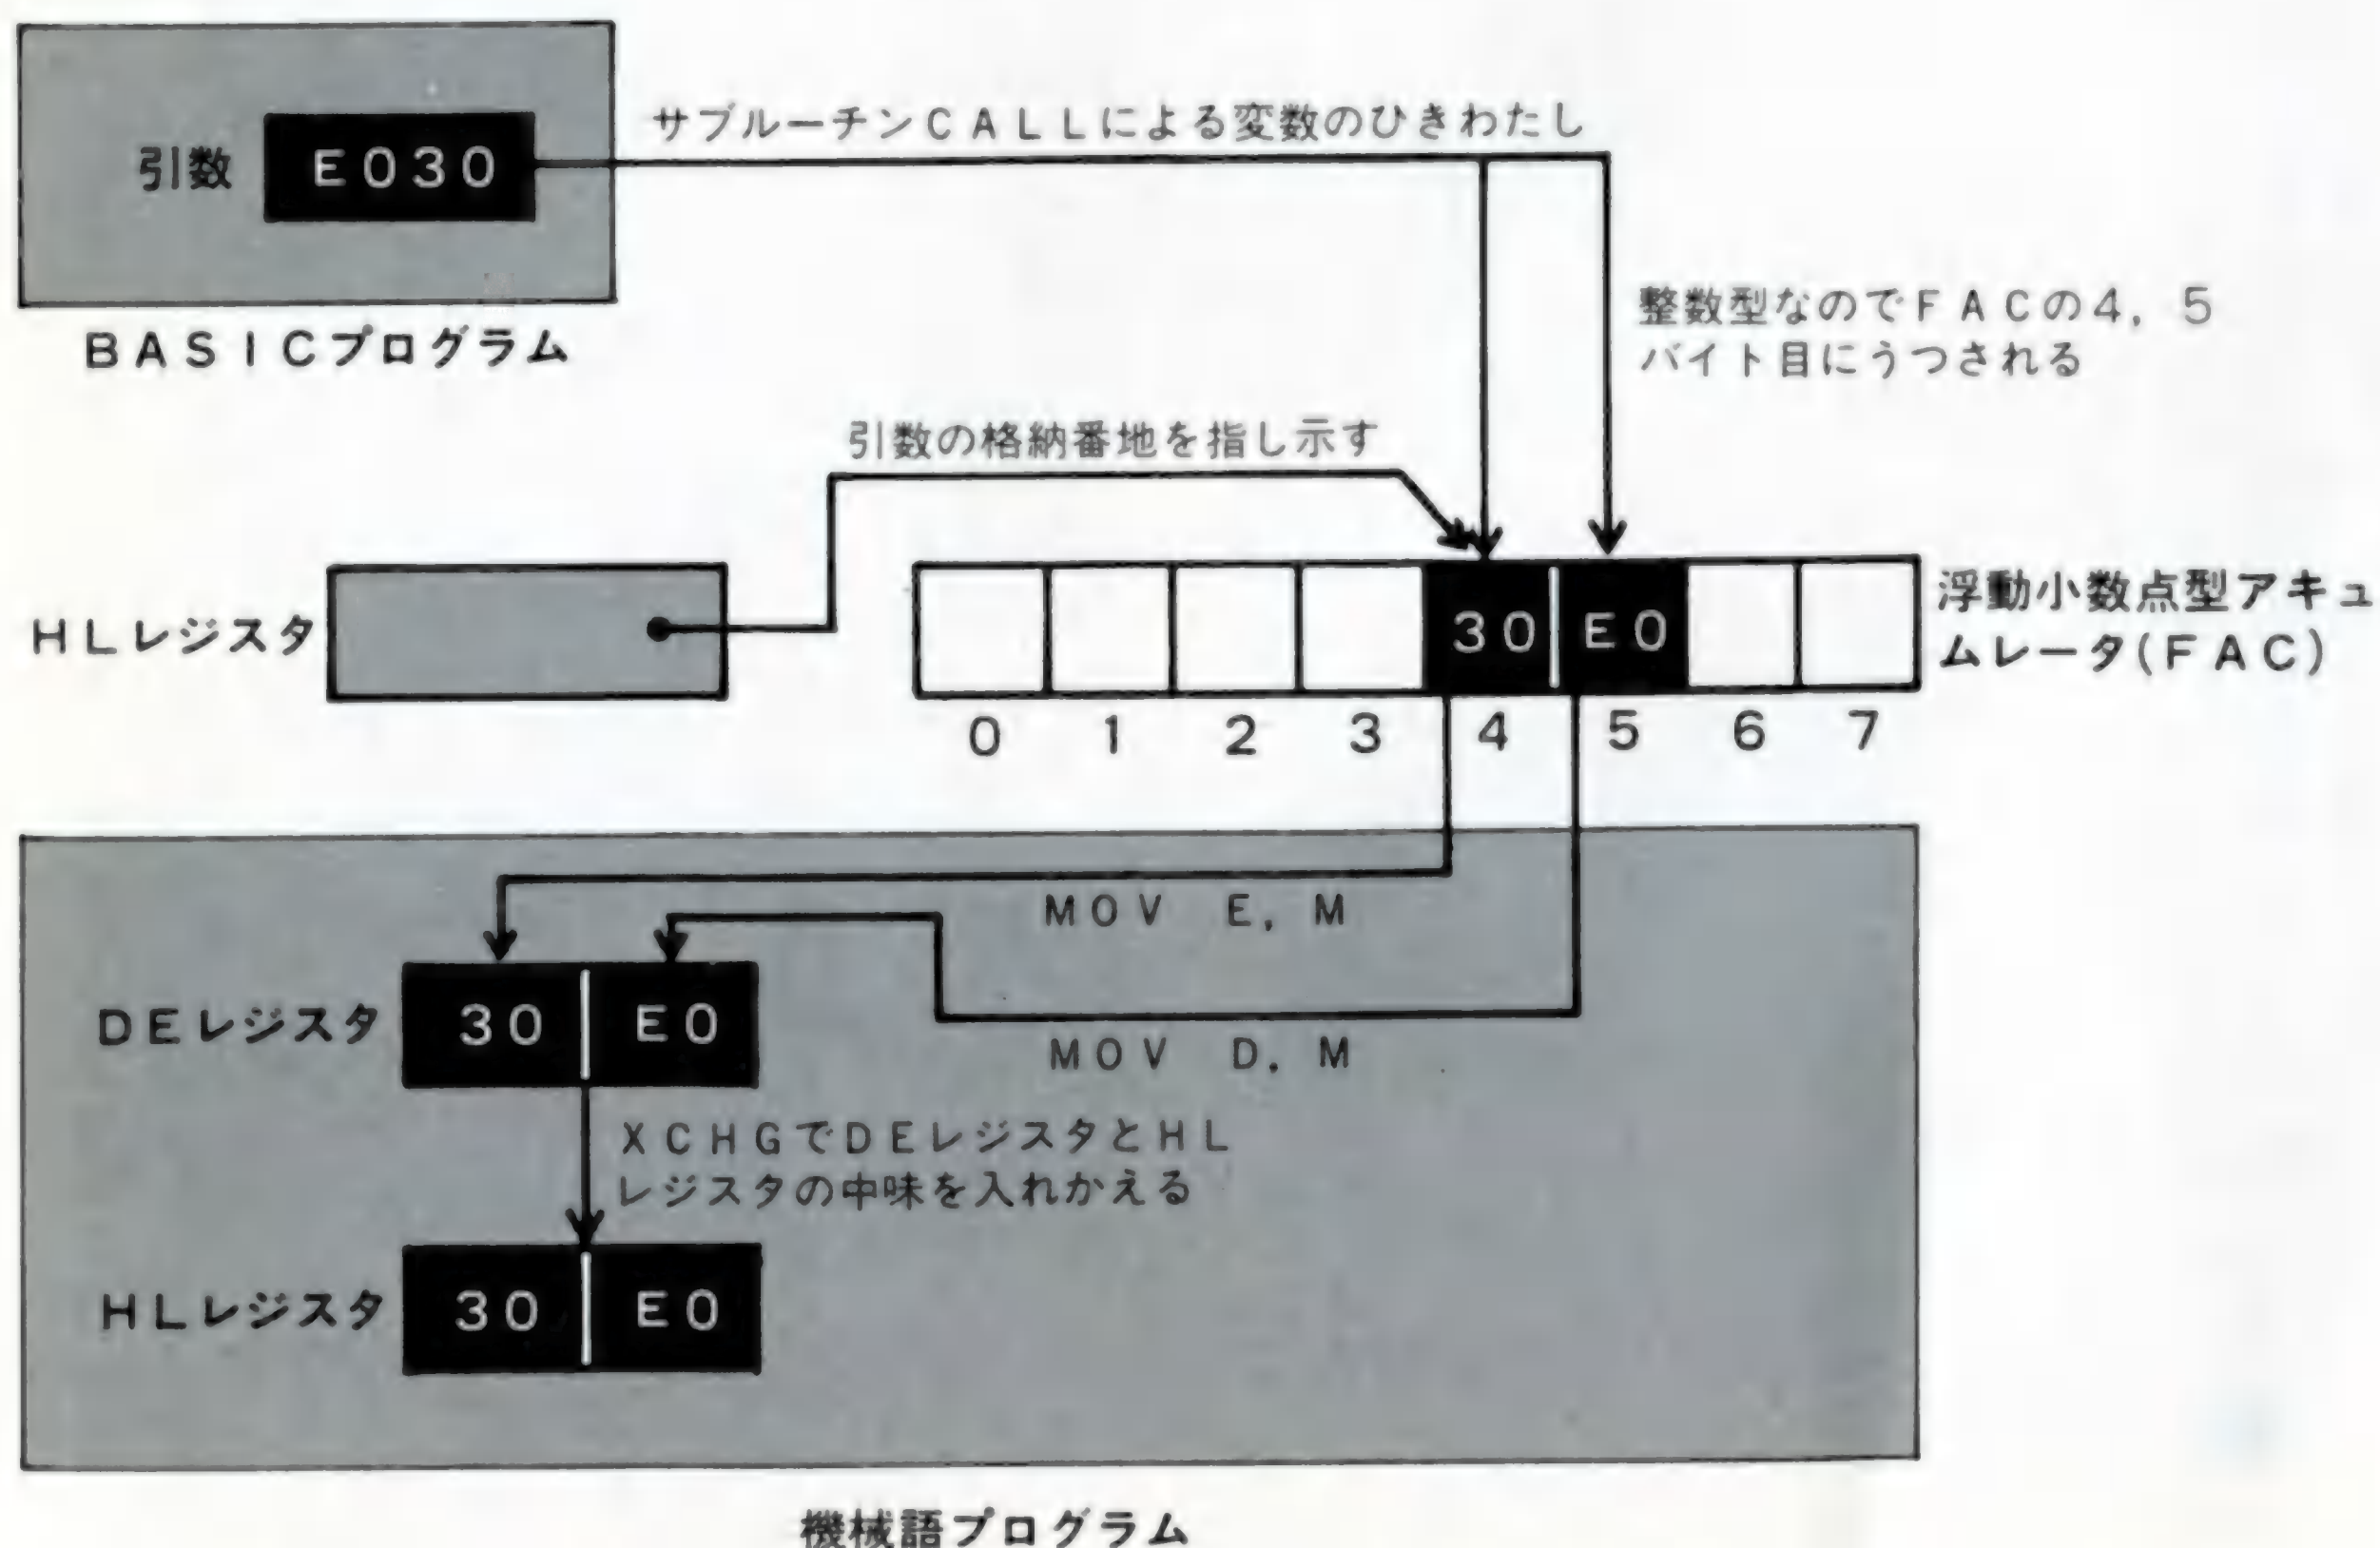 サブルーチンCALLによる変数のひきわたし
引数 E030
BASICプログラム
整数型なのでFACの4，5
バイト目にうつされる
引数の格納番地を指し示す
HLレジスタ
30 E0
浮動小数点型アキュ
ムレータ(FAC)
0 1 2 3 4 5 6 7
MOV E，M
DEレジスタ 30 E0
MOV D．M
XCHGでDEレジスタとHL
レジスタの中味を入れかえる
HLレジスタ 30 E0
機械語プログラム